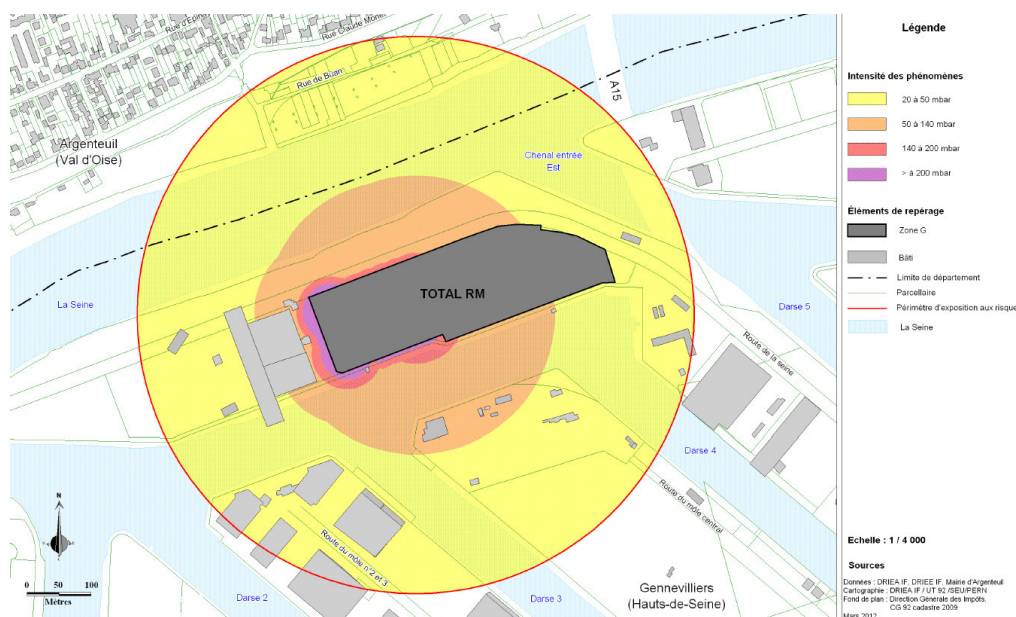 Rue d'Epin
Rue Claude Monet
Rue de Buan
A15
Argenteuil
(Val d'Oise)
Chenal entrée
Est
TOTAL RM
La Seine
Darse 5
Route de la seine
Darse 4
Route du môle central
Route du môle n°2 et 3
Darse 2
Darse 3
Gennevilliers
(Hauts-de-Seine)
N
0 50 100
Mètres
Légende
Intensité des phénomènes
20 à 50 mbar
50 à 140 mbar
140 à 200 mbar
> à 200 mbar
Éléments de repérage
Zone G
Bâti
Limite de département
Parcellaire
Périmètre d'exposition aux risque
La Seine
Echelle : 1 / 4 000
Sources
Données : DRIEA IF, DRIEE IF, Mairie d'Argenteuil
Cartographie : DRIEA IF / UT 92 /SEU/PERN
Fond de plan : Direction Générale des Impôts,
CG 92 cadastre 2009
Mars 2012